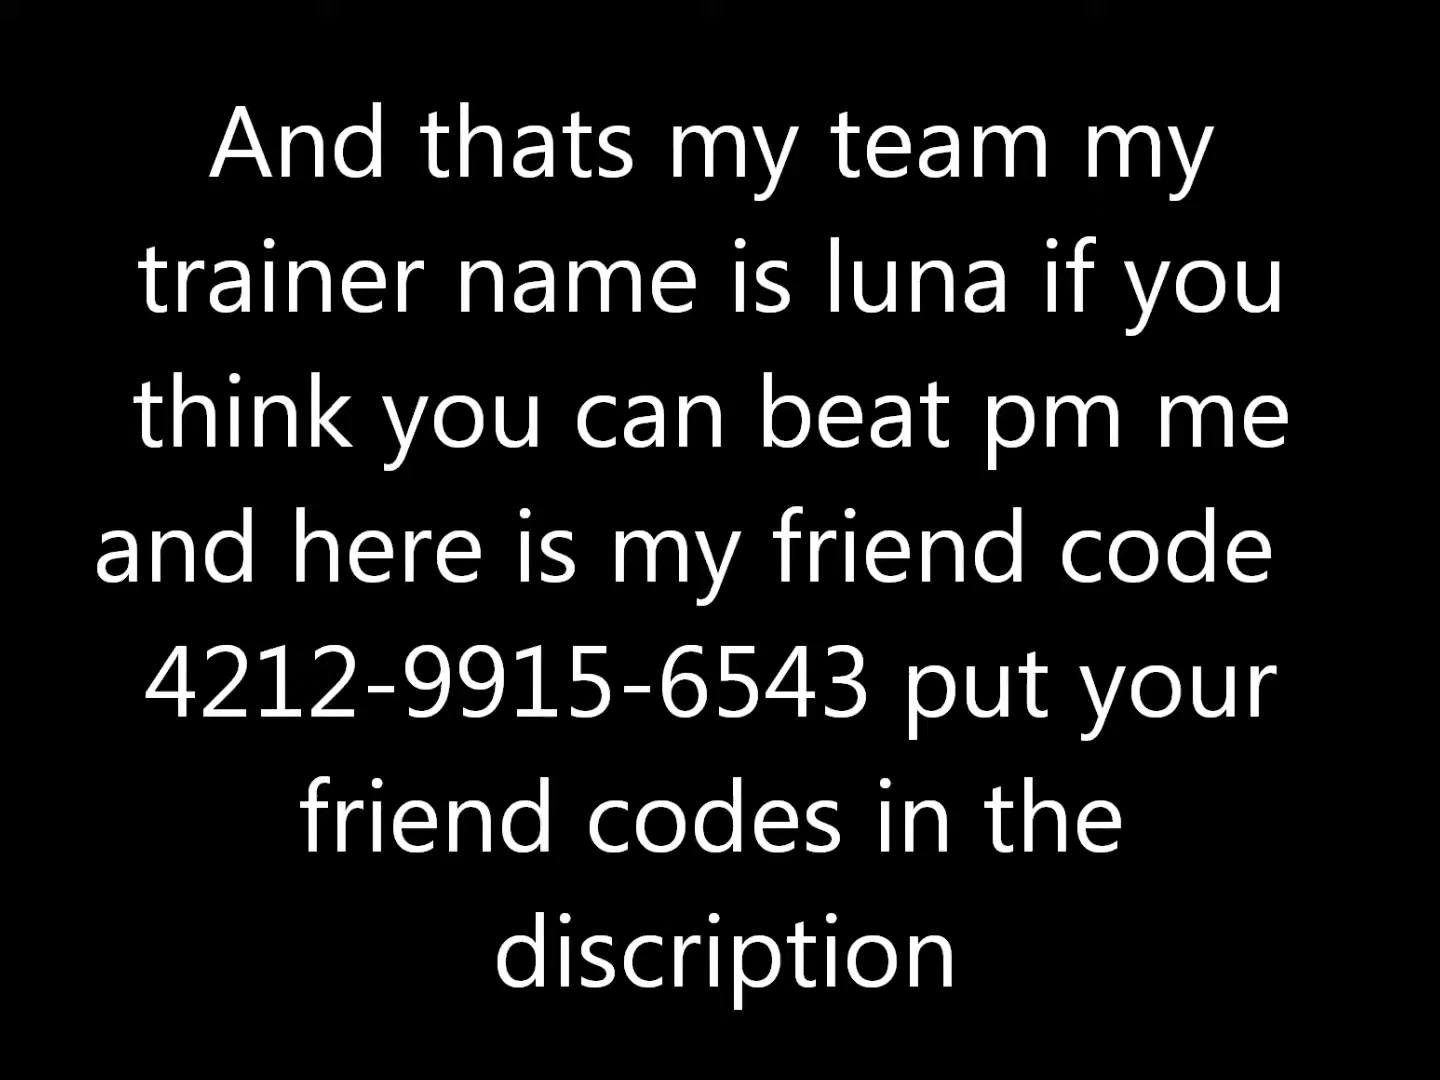 And thats my team my
trainer name is luna if you
think you can beat pm me
and here is my friend code
4212-9915-6543 put your
friend codes in the
discription